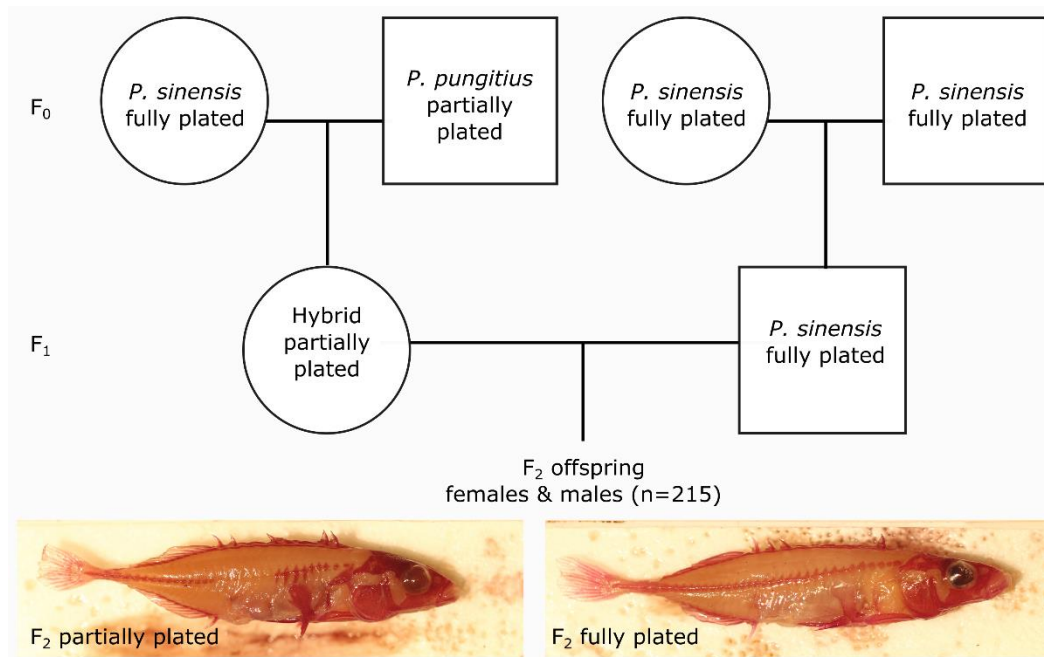 F₀
P. sinensis
fully plated
P. pungitius
partially
plated
P. sinensis
fully plated
P. sinensis
fully plated
F₁
Hybrid
partially
plated
P. sinensis
fully plated
F₂ offspring
females & males (n=215)
F₂ partially plated
F₂ fully plated